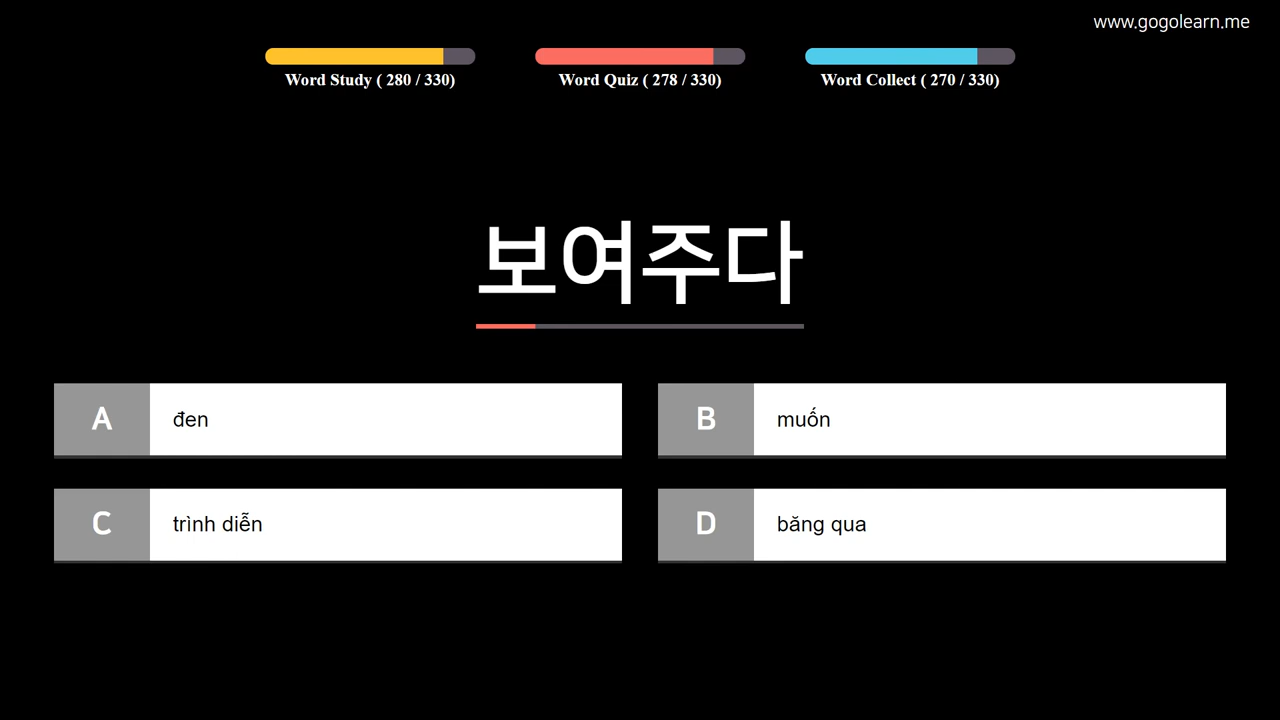 www.gogolearn.me
Word Study ( 280 / 330)
Word Quiz ( 278 / 330)
Word Collect ( 270 / 330)
보여주다
A đen
B muốn
C trình diễn
D băng qua